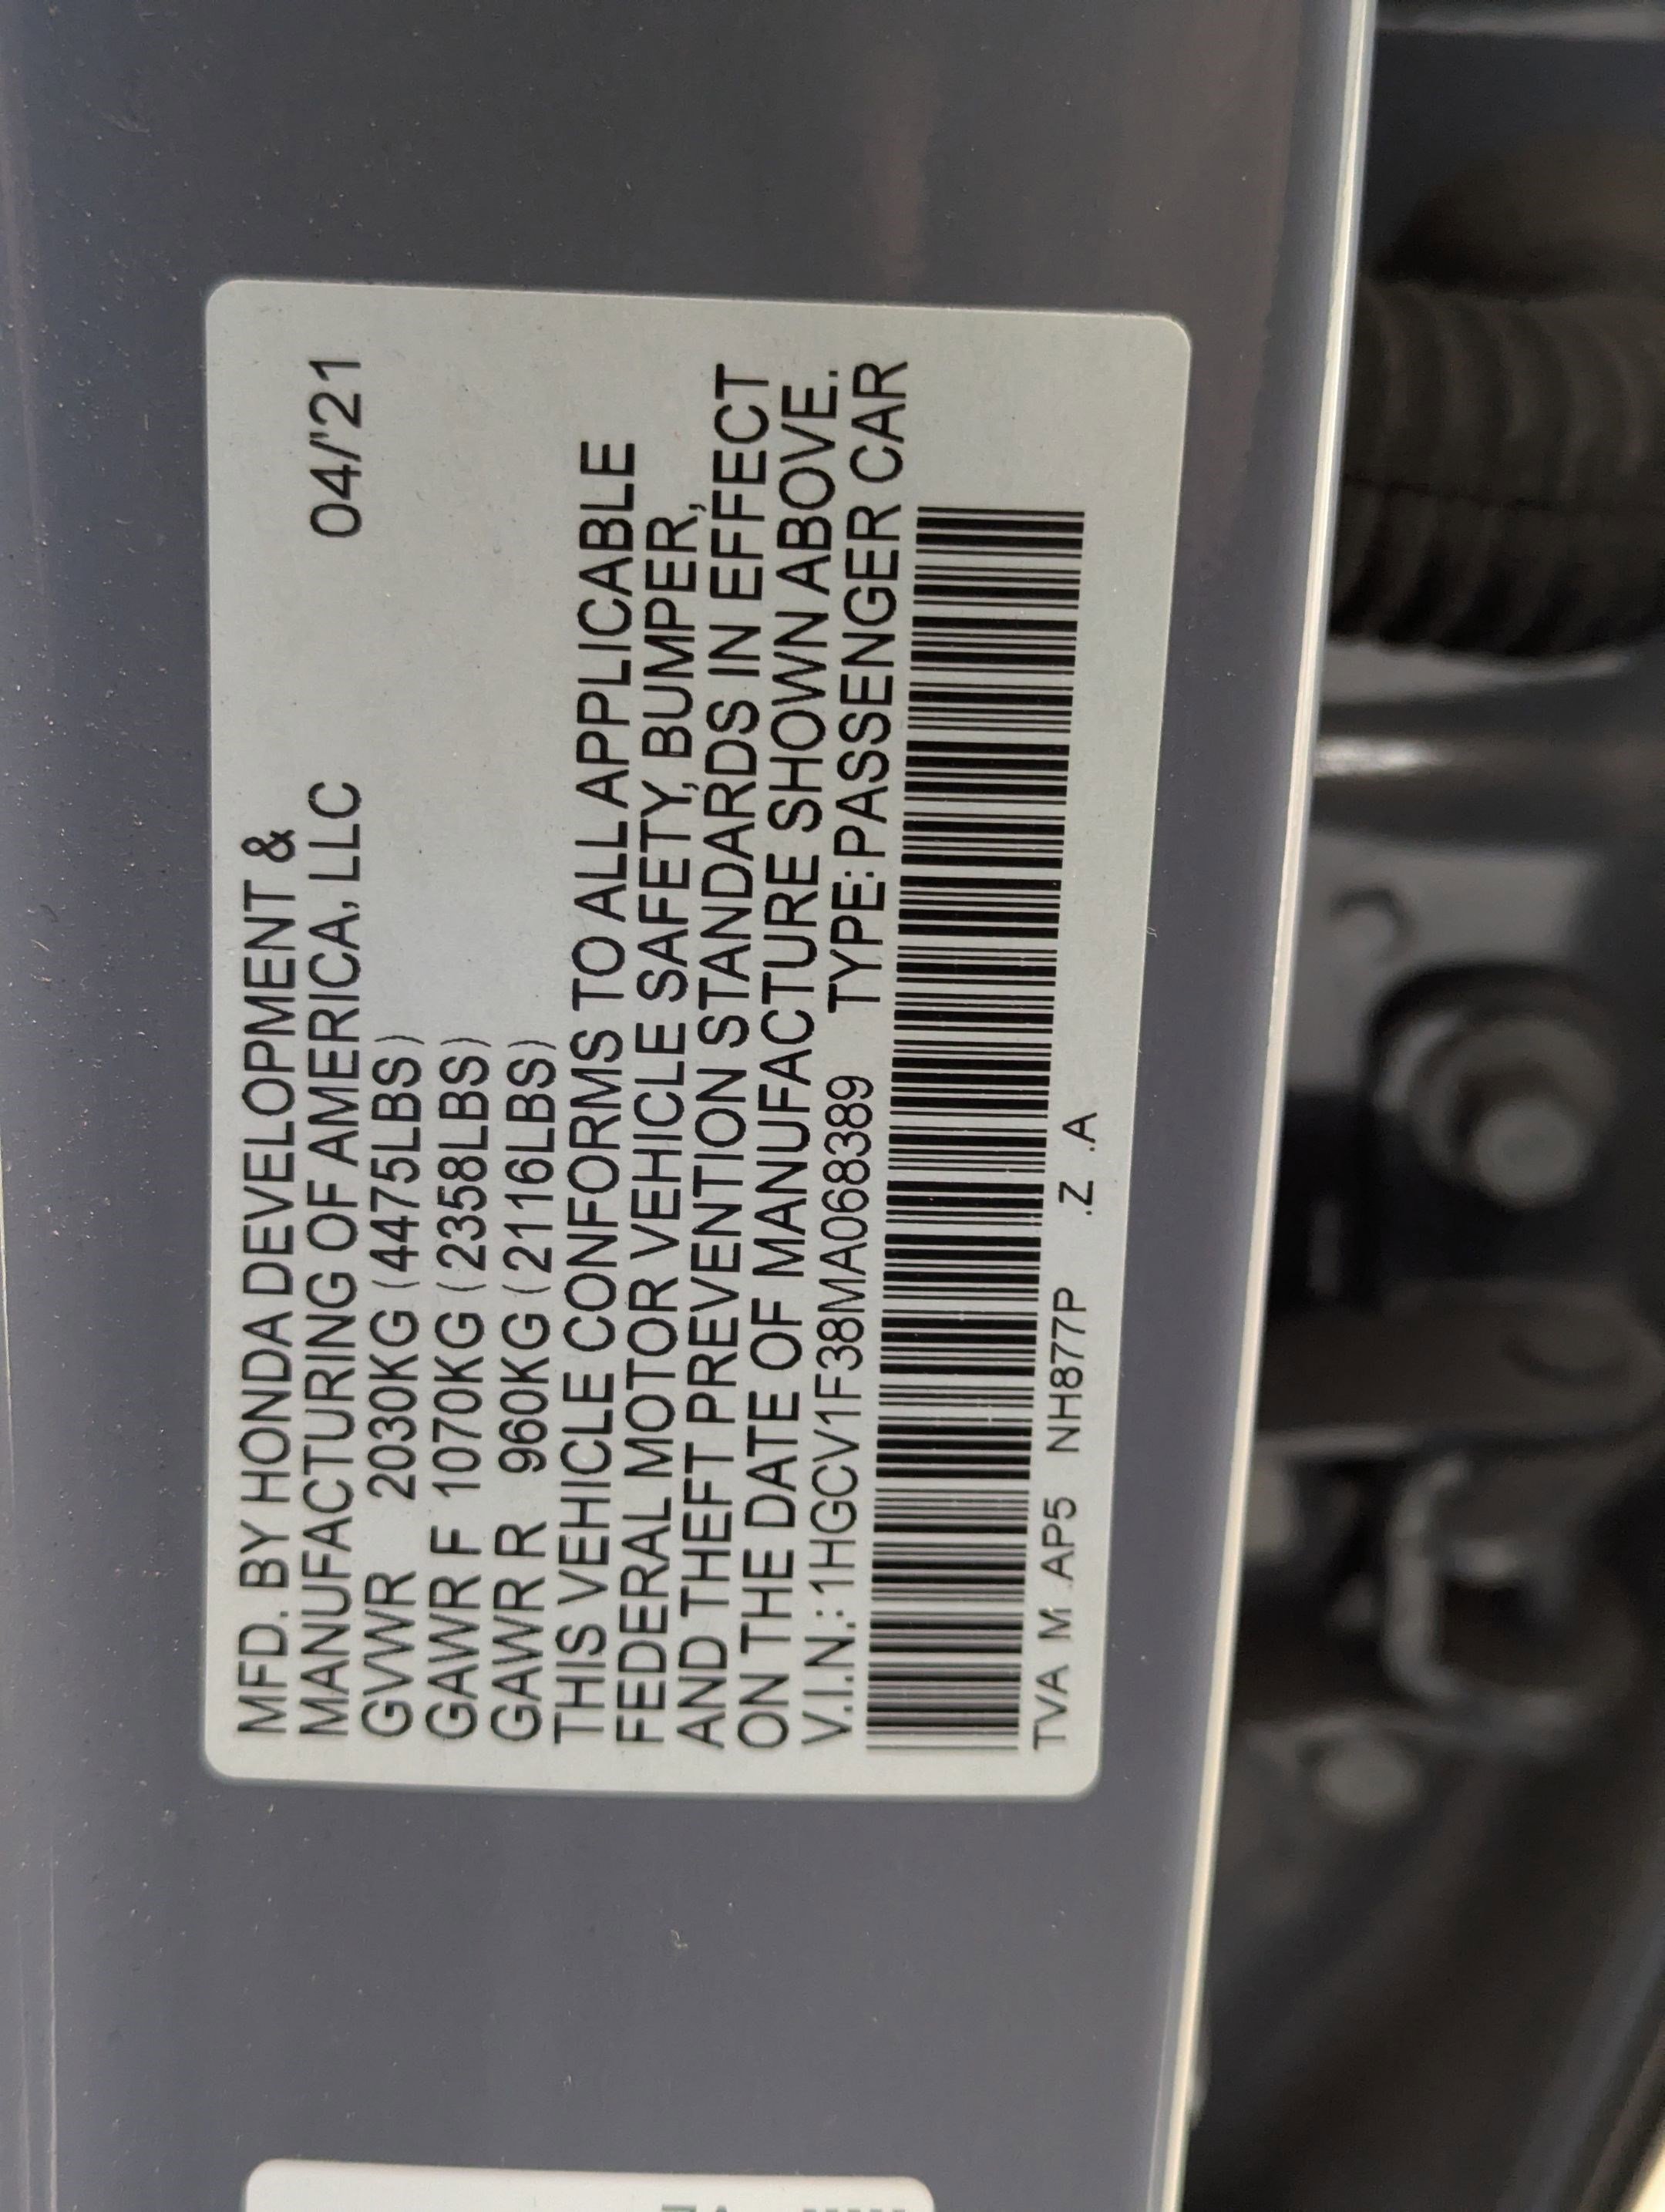 MFD. BY HONDA DEVELOPMENT &
MANUFACTURING OF AMERICA, LLC 04/'21
GVWR 2030KG (4475LBS)
GAWR F 1070KG (2358LBS)
GAWR R 960KG (2116LBS)
THIS VEHICLE CONFORMS TO ALL APPLICABLE
FEDERAL MOTOR VEHICLE SAFETY, BUMPER,
AND THEFT PREVENTION STANDARDS IN EFFECT
ON THE DATE OF MANUFACTURE SHOWN ABOVE.
V.I.N.: 1HGCV1F38MA068389 TYPE: PASSENGER CAR
TVA M .AP5 NH877P .Z .A